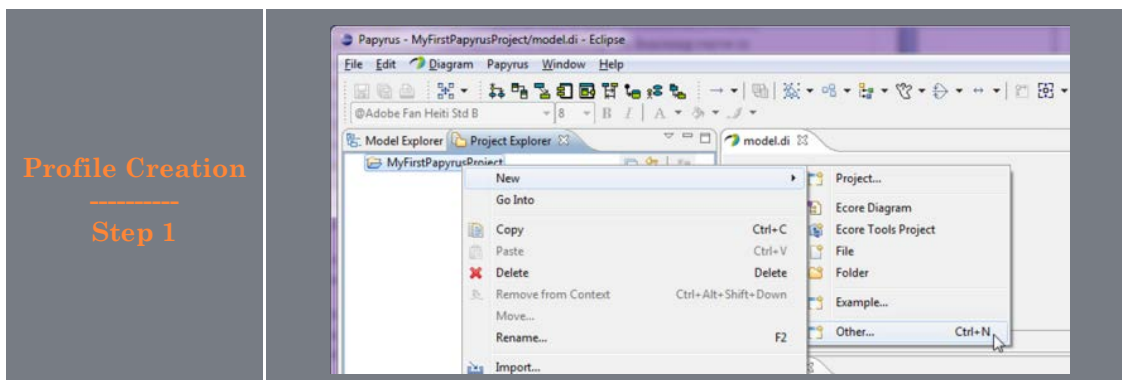 Profile Creation
----------
Step 1
Papyrus - MyFirstPapyrusProject/model.di - Eclipse
File Edit Diagram Papyrus Window Help
@Adobe Fan Heiti Std B 8 B I A
Model Explorer Project Explorer model.di
MyFirstPapyrusProject
New
Go Into
Copy Ctrl+C
Paste Ctrl+V
Delete Delete
Remove from Context Ctrl+Alt+Shift+Down
Move...
Rename... F2
Import...
Project...
Ecore Diagram
Ecore Tools Project
File
Folder
Example...
Other... Ctrl+N